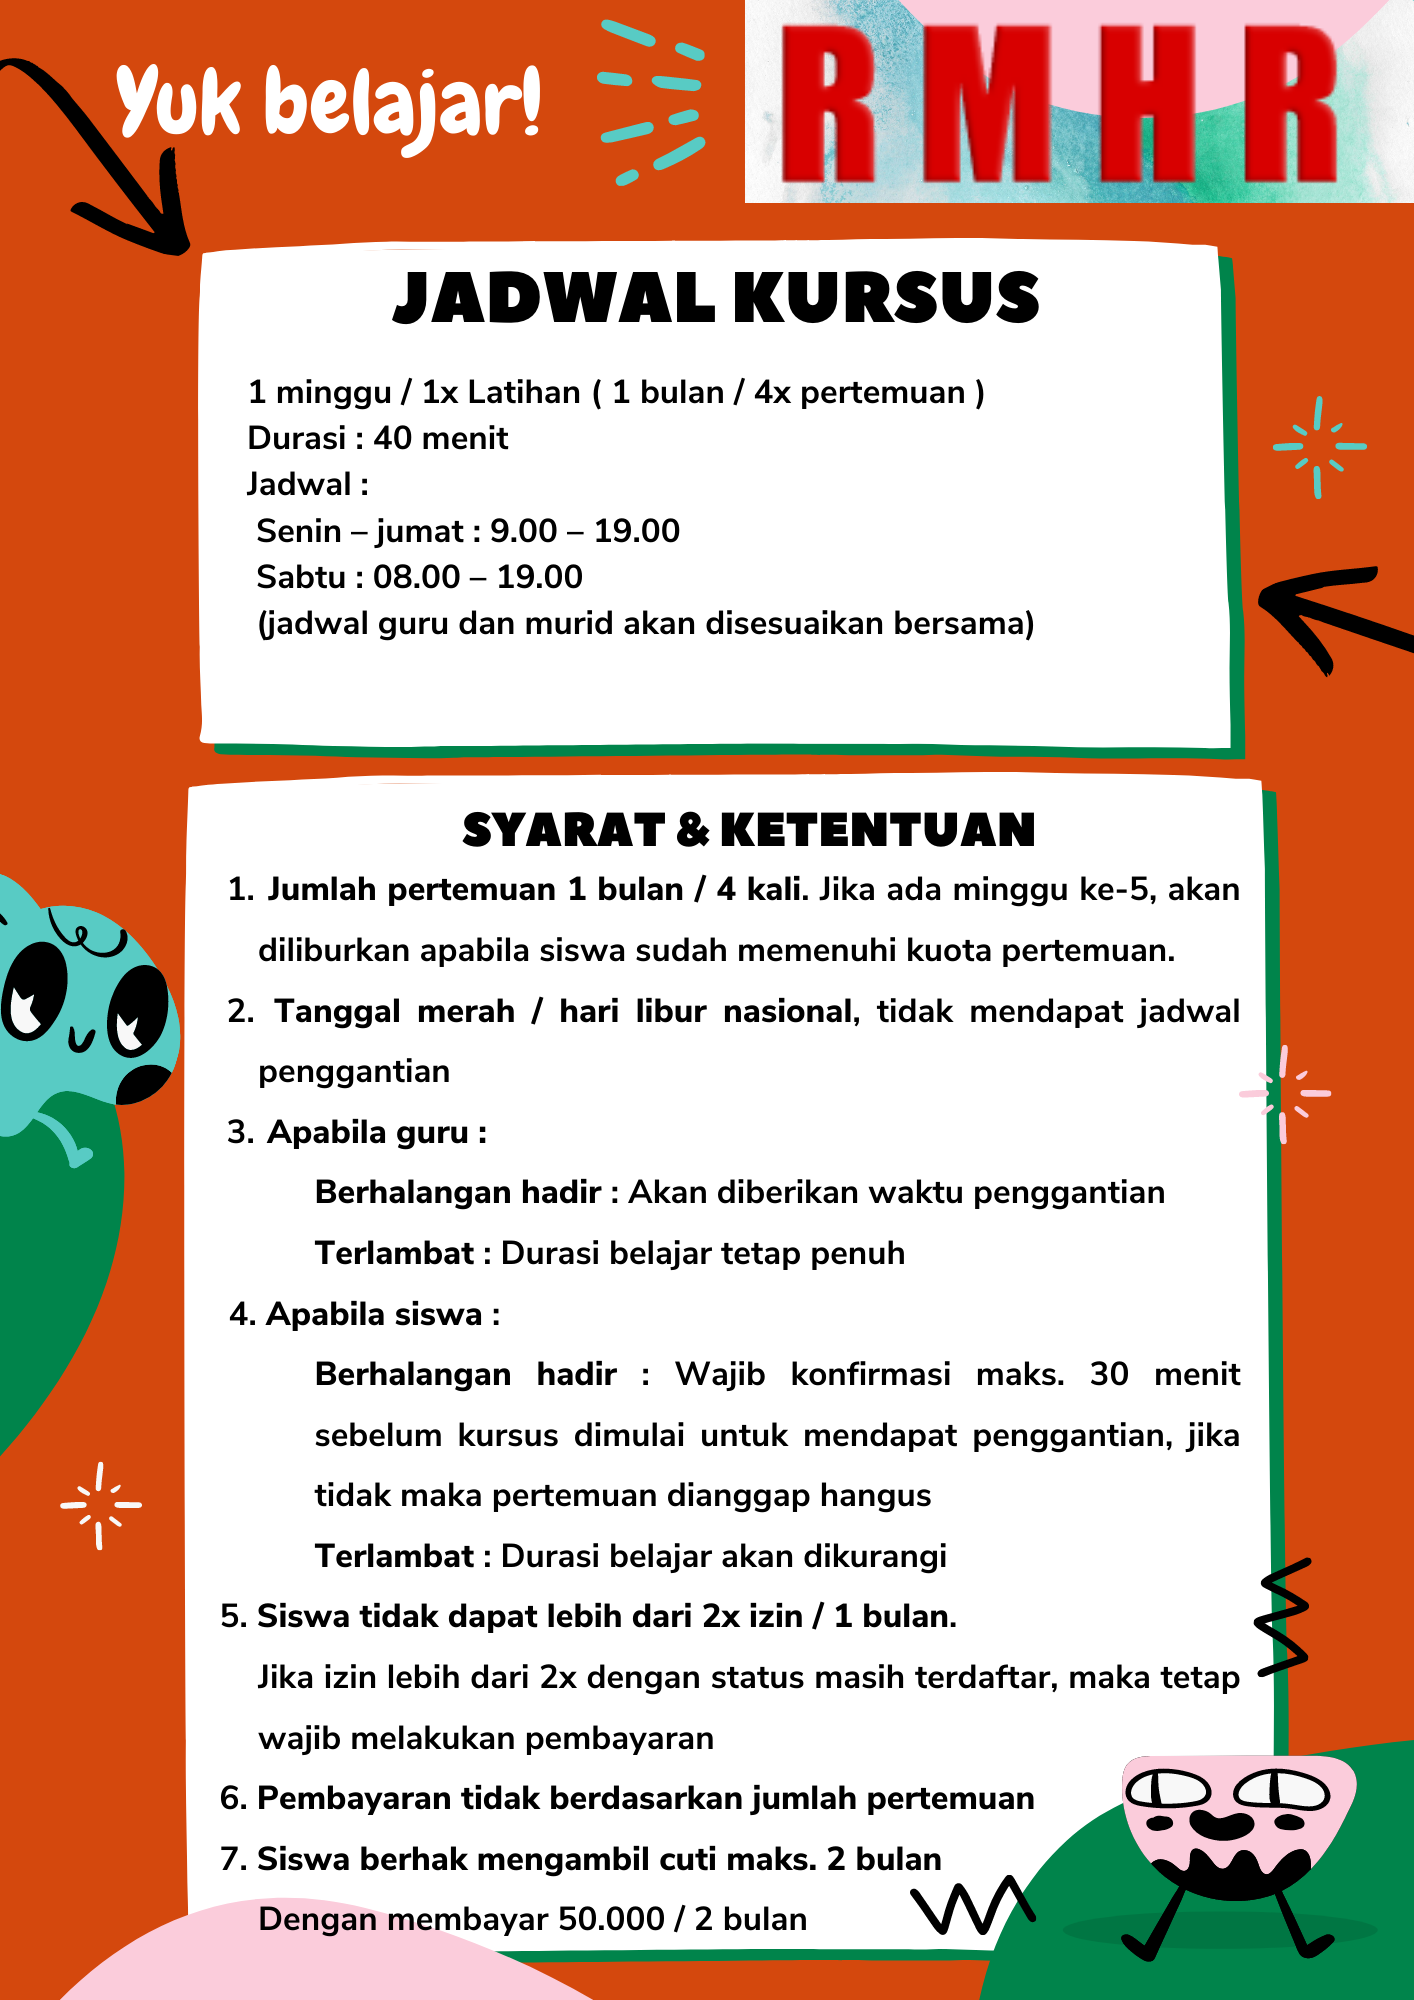 Yuk belajar!
R M H R
JADWAL KURSUS
1 minggu / 1x Latihan ( 1 bulan / 4x pertemuan )
Durasi : 40 menit
Jadwal :
Senin – jumat : 9.00 – 19.00
Sabtu : 08.00 – 19.00
(jadwal guru dan murid akan disesuaikan bersama)
SYARAT & KETENTUAN
1. Jumlah pertemuan 1 bulan / 4 kali. Jika ada minggu ke-5, akan
diliburkan apabila siswa sudah memenuhi kuota pertemuan.
2. Tanggal merah / hari libur nasional, tidak mendapat jadwal
penggantian
3. Apabila guru :
Berhalangan hadir : Akan diberikan waktu penggantian
Terlambat : Durasi belajar tetap penuh
4. Apabila siswa :
Berhalangan hadir : Wajib konfirmasi maks. 30 menit
sebelum kursus dimulai untuk mendapat penggantian, jika
tidak maka pertemuan dianggap hangus
Terlambat : Durasi belajar akan dikurangi
5. Siswa tidak dapat lebih dari 2x izin / 1 bulan.
Jika izin lebih dari 2x dengan status masih terdaftar, maka tetap
wajib melakukan pembayaran
6. Pembayaran tidak berdasarkan jumlah pertemuan
7. Siswa berhak mengambil cuti maks. 2 bulan
Dengan membayar 50.000 / 2 bulan